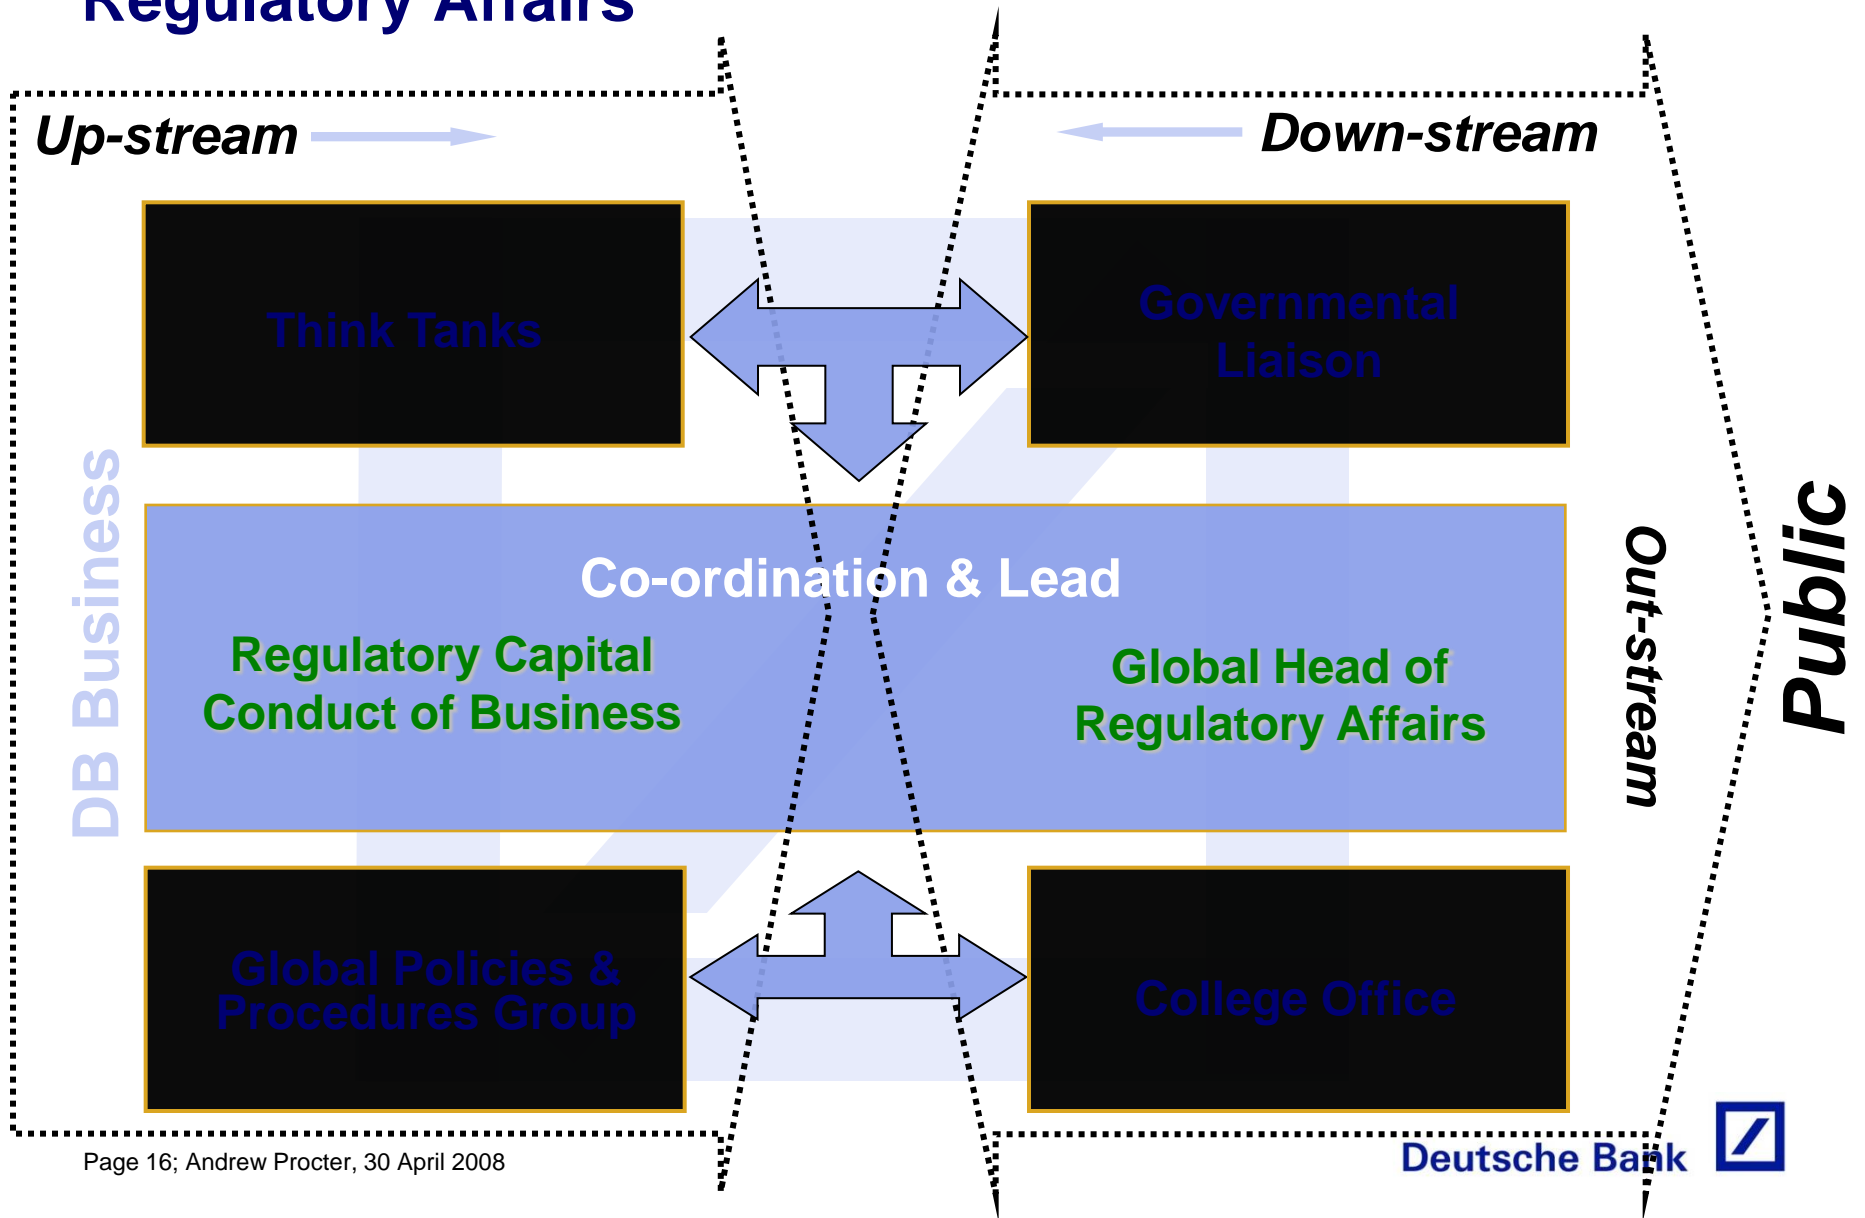 Regulatory Affairs
Up-stream
Down-stream
Think Tanks
Governmental
Liaison
DB Business
Co-ordination & Lead
Regulatory Capital
Conduct of Business
Global Head of
Regulatory Affairs
Out-stream
Public
Global Policies &
Procedures Group
College Office
Page 16; Andrew Procter, 30 April 2008
Deutsche Bank